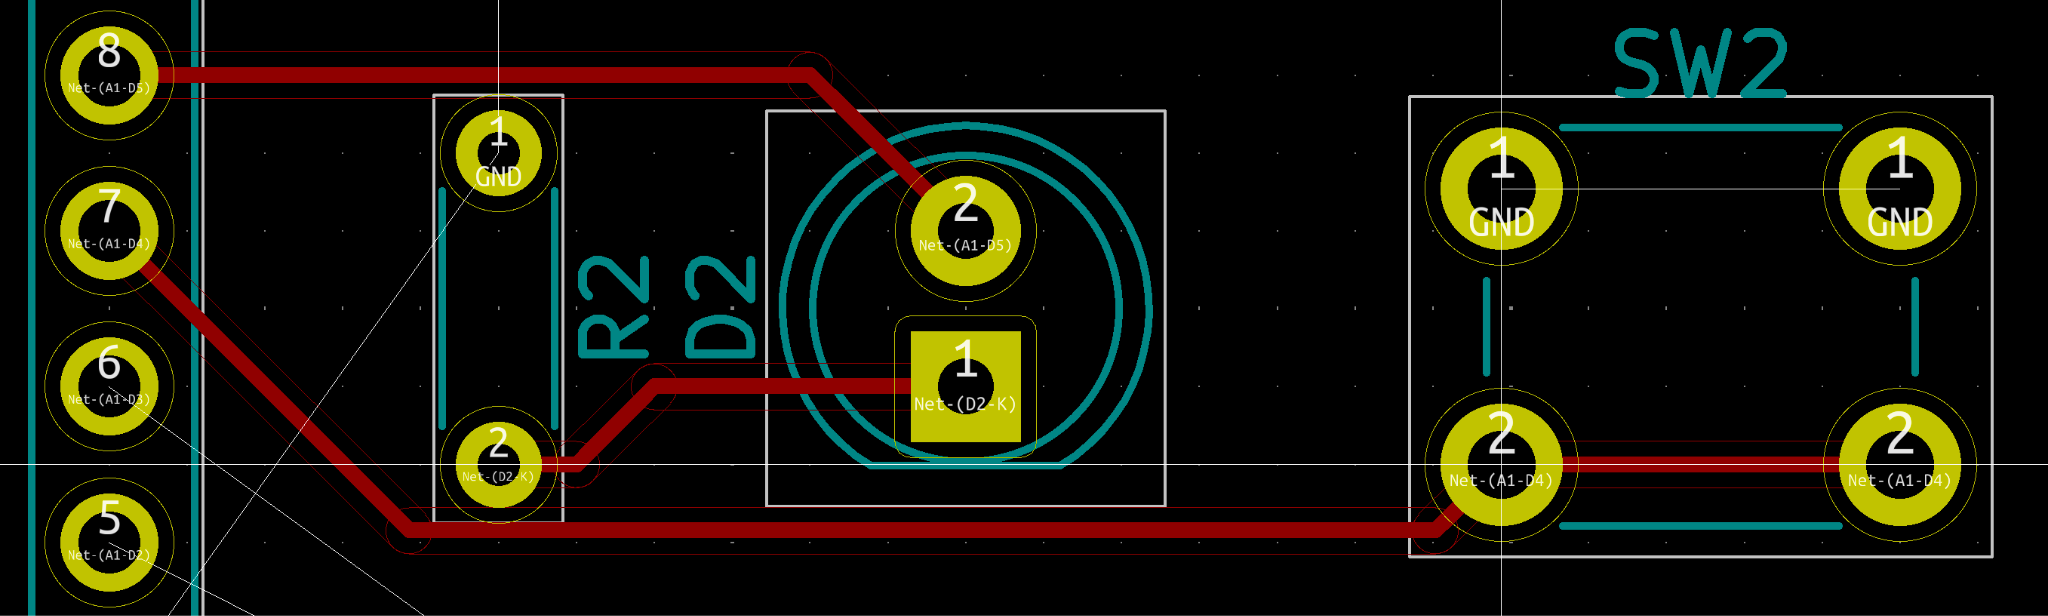 8
Net-(A1-D5)
7
Net-(A1-D4)
6
Net-(A1-D3)
5
Net-(A1-D2)
1
GND
2
Net-(D2-K)
R2
D2
2
Net-(A1-D5)
1
Net-(D2-K)
SW2
1
GND
1
GND
2
Net-(A1-D4)
2
Net-(A1-D4)